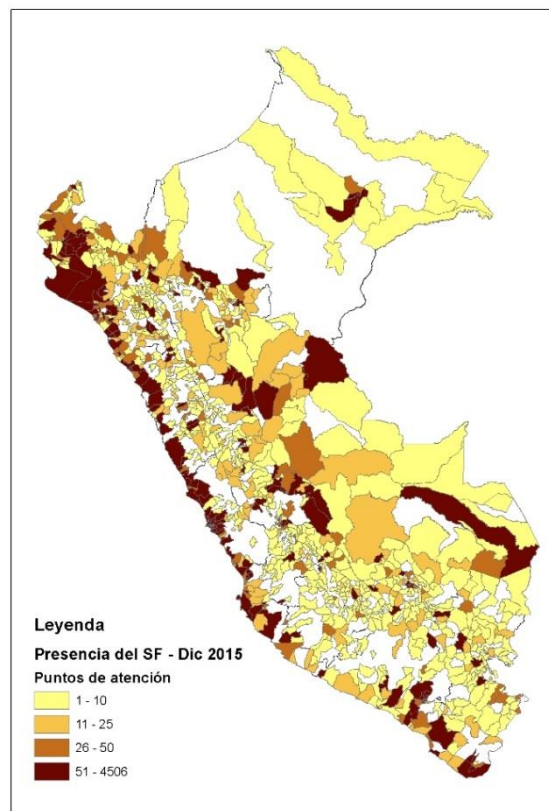 Leyenda
Presencia del SF - Dic 2015
Puntos de atención
1 - 10
11 - 25
26 - 50
51 - 4506